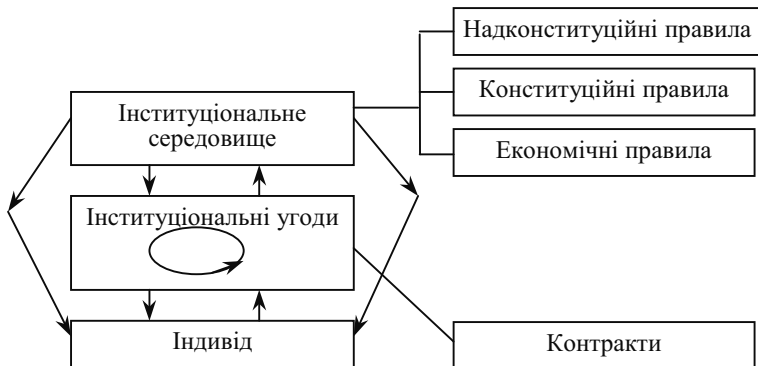 Надконституційні правила
Конституційні правила
Інституціональне
середовище
Економічні правила
Інституціональні угоди
Індивід
Контракти